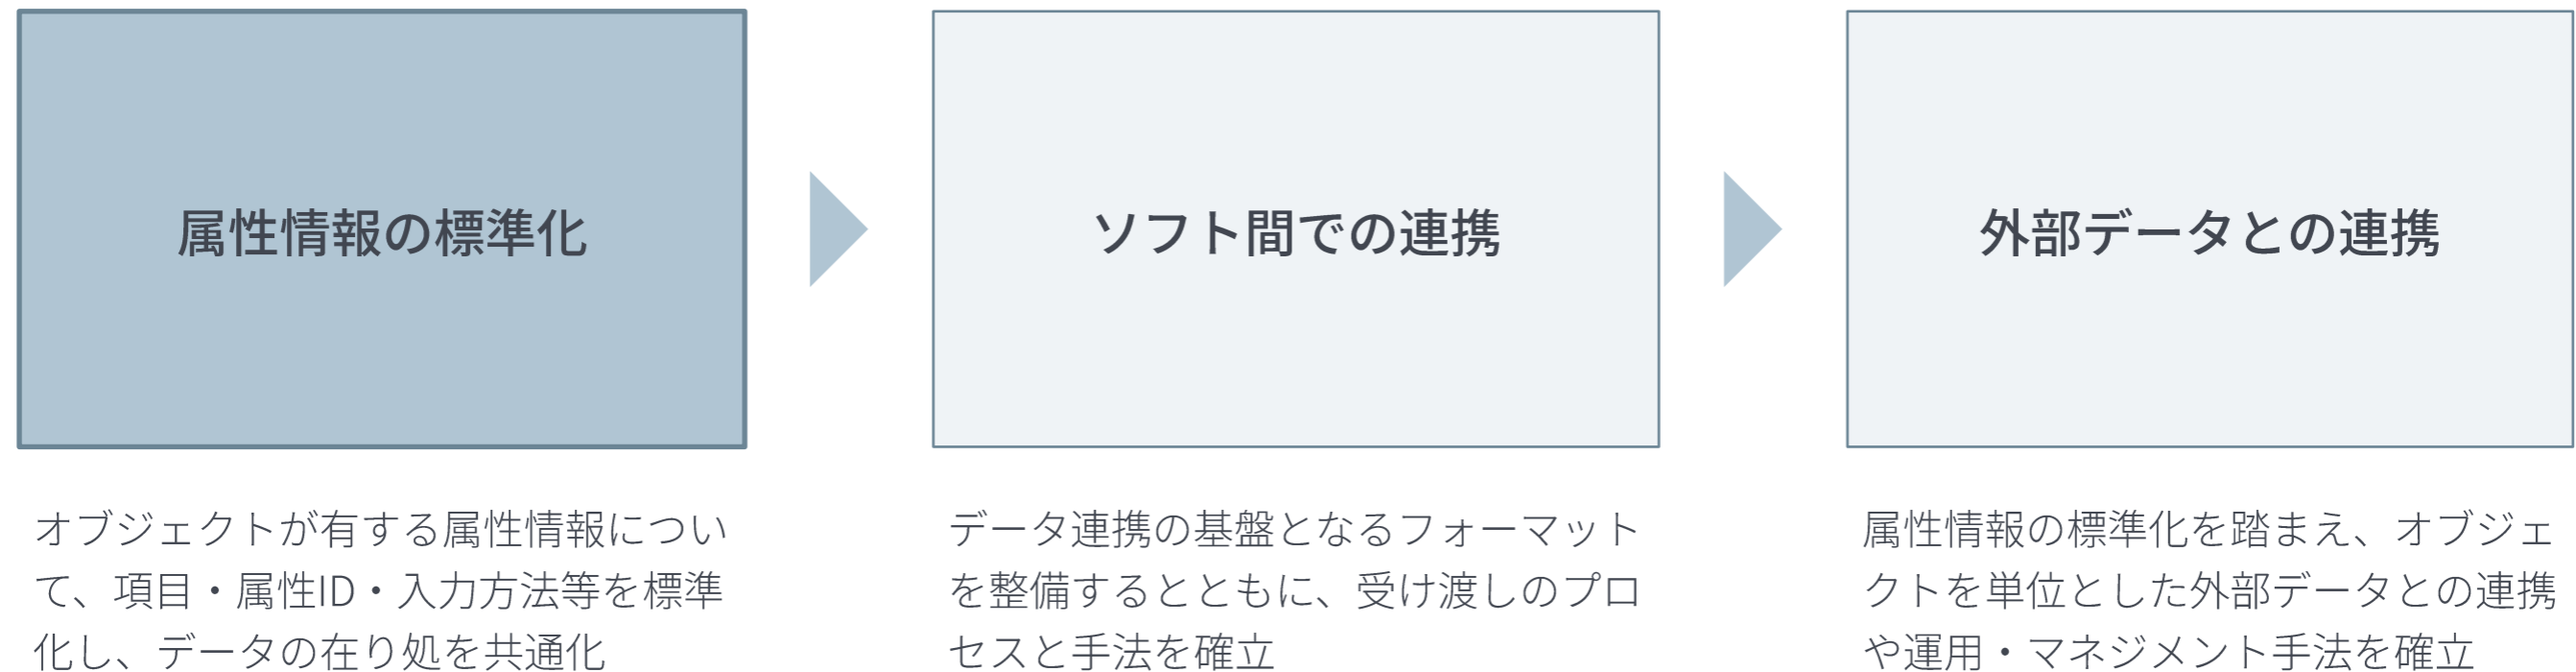 属性情報の標準化
オブジェクトが有する属性情報につい
て、項目・属性ID・入力方法等を標準
化し、データの在り処を共通化
ソフト間での連携
データ連携の基盤となるフォーマット
を整備するとともに、受け渡しのプロ
セスと手法を確立
外部データとの連携
属性情報の標準化を踏まえ、オブジェ
クトを単位とした外部データとの連携
や運用・マネジメント手法を確立